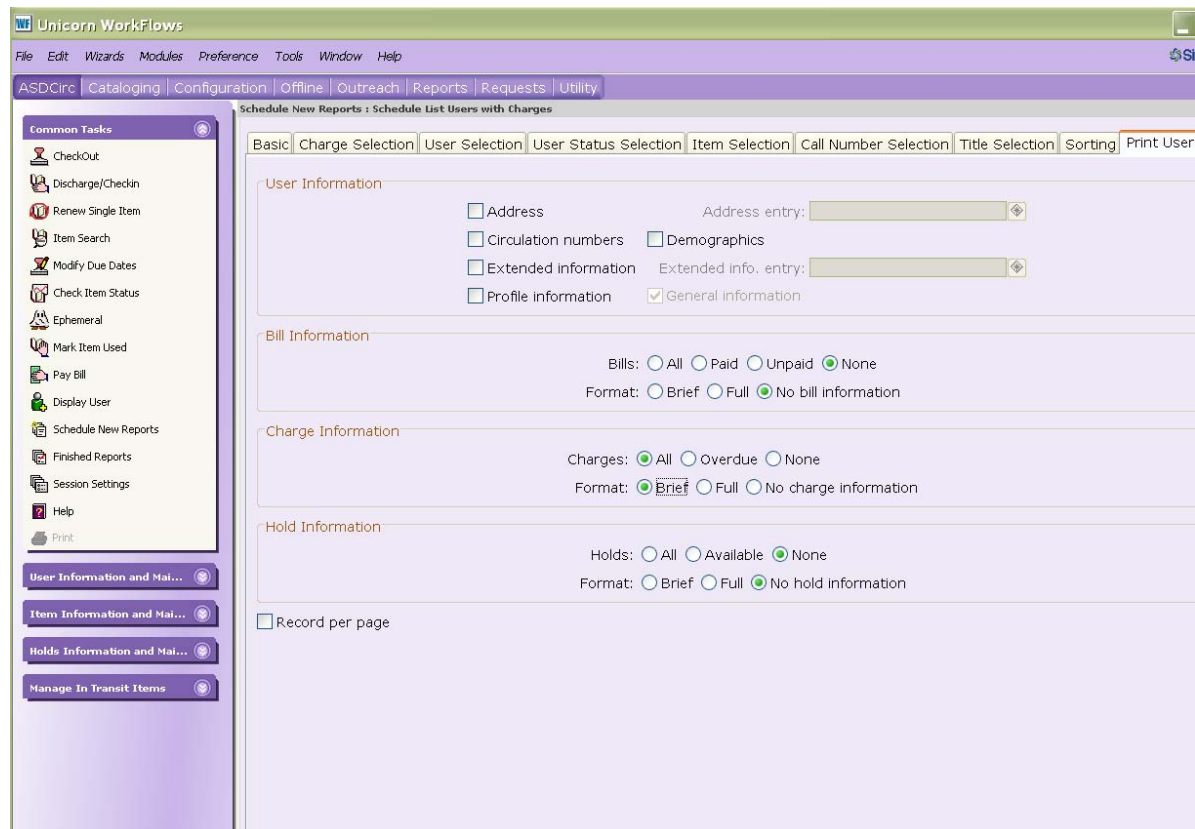 WF Unicorn WorkFlows
File Edit Wizards Modules Preference Tools Window Help
Si
ASDCirc Cataloging Configuration Offline Outreach Reports Requests Utility
Schedule New Reports : Schedule List Users with Charges
Common Tasks
CheckOut
Discharge/Checkin
Renew Single Item
Item Search
Modify Due Dates
Check Item Status
Ephemeral
Mark Item Used
Pay Bill
Display User
Schedule New Reports
Finished Reports
Session Settings
Help
Print
User Information and Mai...
Item Information and Mai...
Holds Information and Mai...
Manage In Transit Items
Basic Charge Selection User Selection User Status Selection Item Selection Call Number Selection Title Selection Sorting Print User
User Information
Address Address entry:
Circulation numbers Demographics
Extended information Extended info. entry:
Profile information General information
Bill Information
Bills: All Paid Unpaid None
Format: Brief Full No bill information
Charge Information
Charges: All Overdue None
Format: Brief Full No charge information
Hold Information
Holds: All Available None
Format: Brief Full No hold information
Record per page